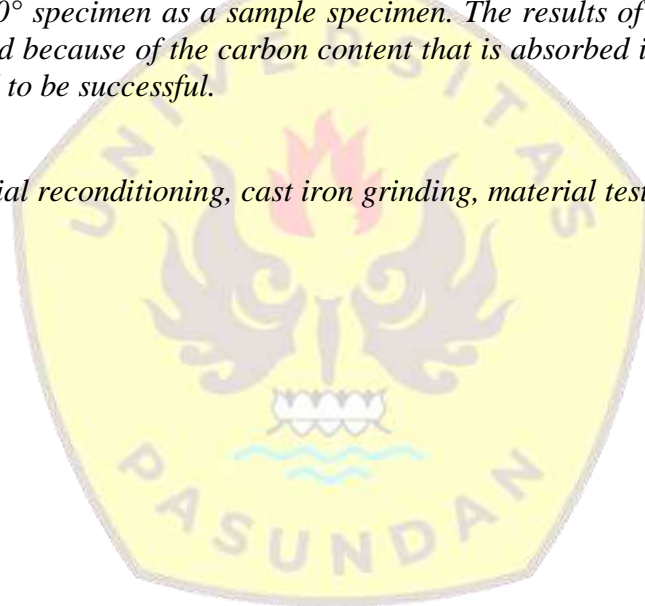 0° specimen as a sample specimen. The results of
d because of the carbon content that is absorbed i
l to be successful.
ial reconditioning, cast iron grinding, material test
UNIVERSITAS
PASUNDAN